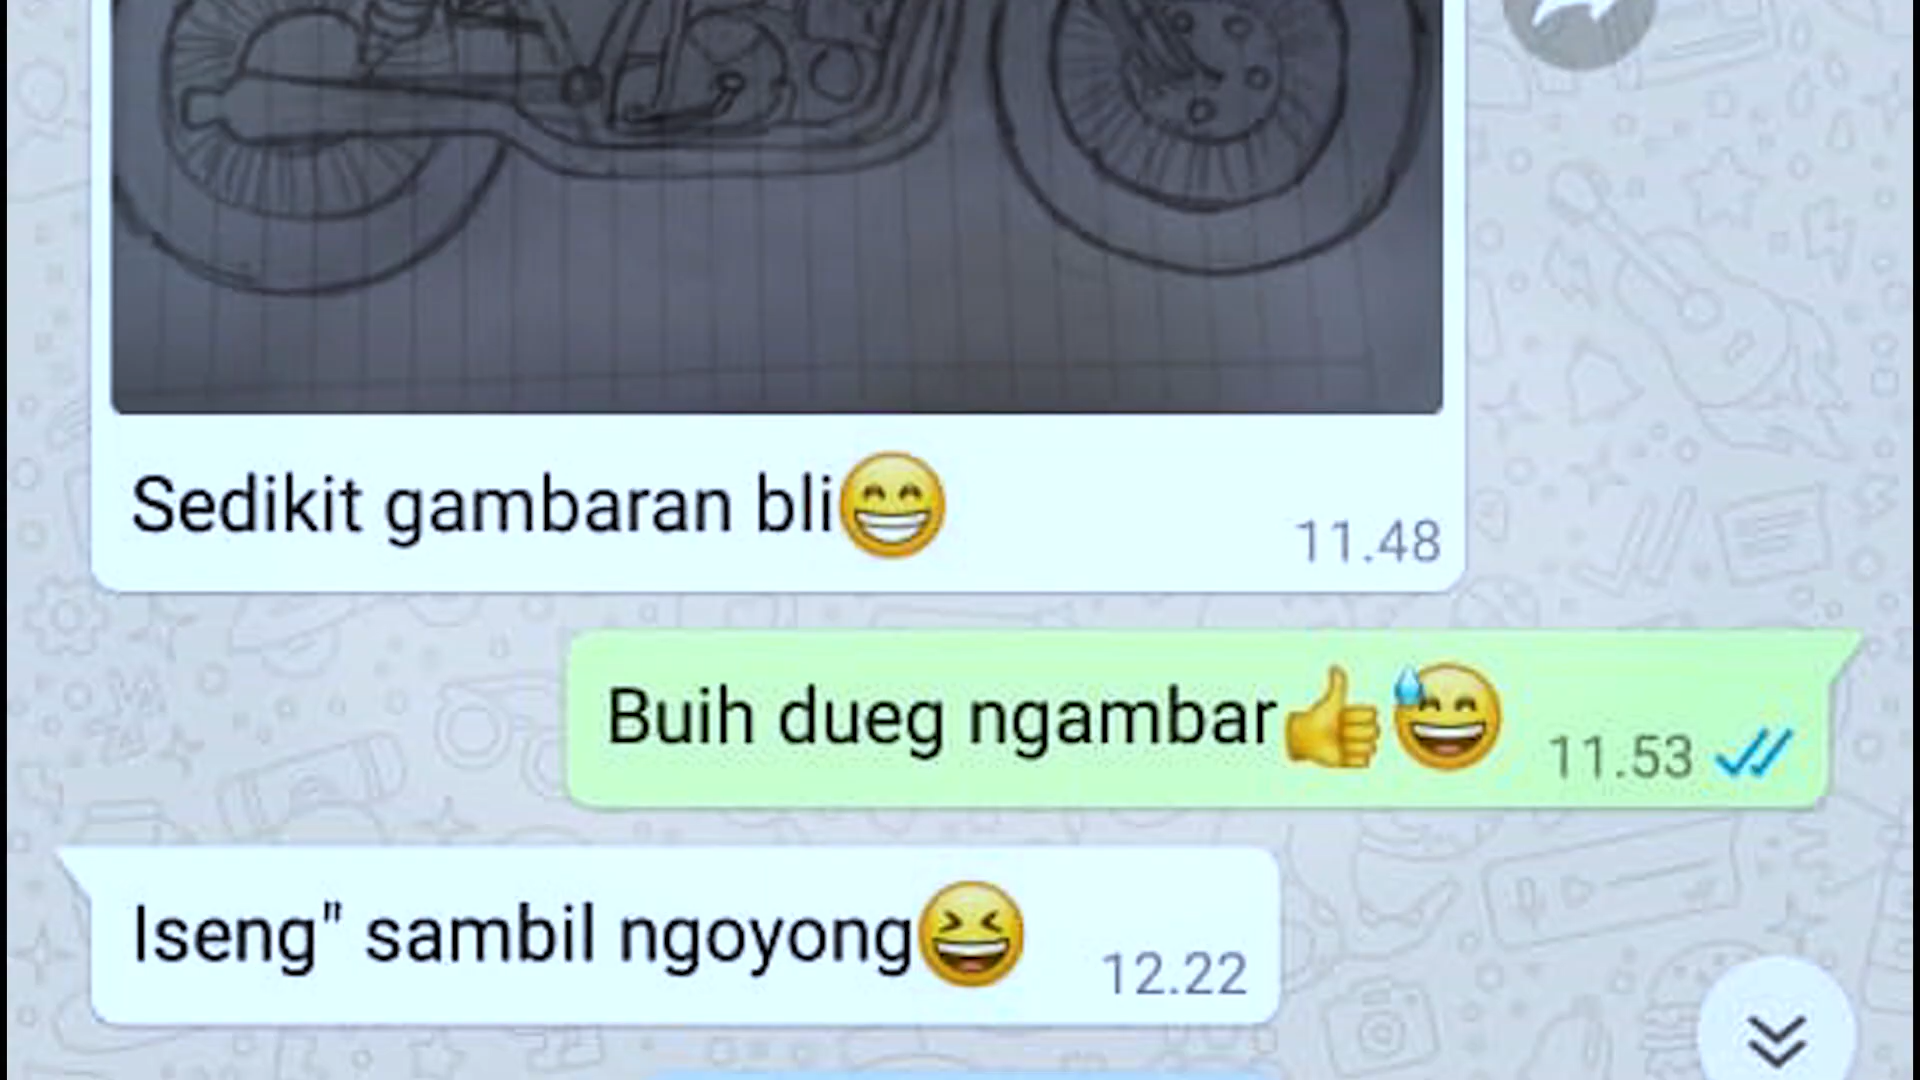 Sedikit gambaran bli😁
11.48
Buih dueg ngambar👍😅
11.53
Iseng" sambil ngoyong😆
12.22